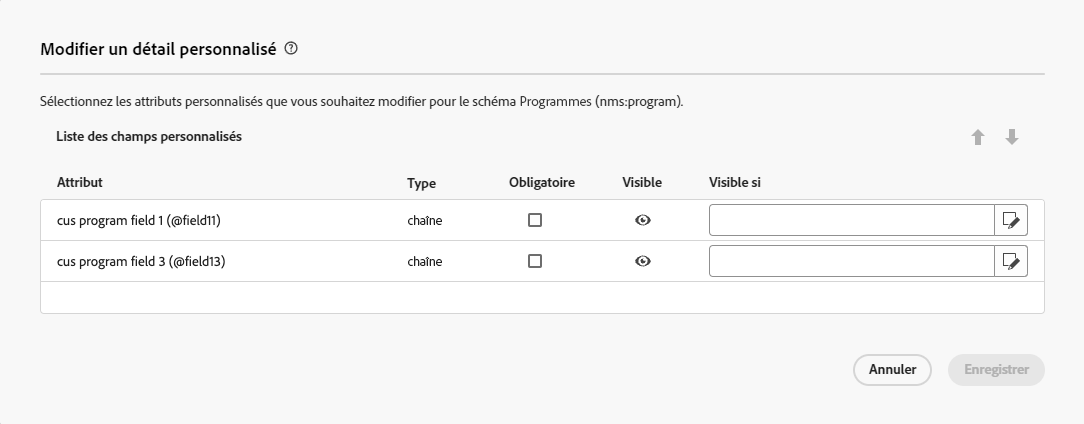 Modifier un détail personnalisé
Sélectionnez les attributs personnalisés que vous souhaitez modifier pour le schéma Programmes (nms:program).
Liste des champs personnalisés
Attribut Type Obligatoire Visible Visible si
cus program field 1 (@field11) chaîne
cus program field 3 (@field13) chaîne
Annuler Enregistrer